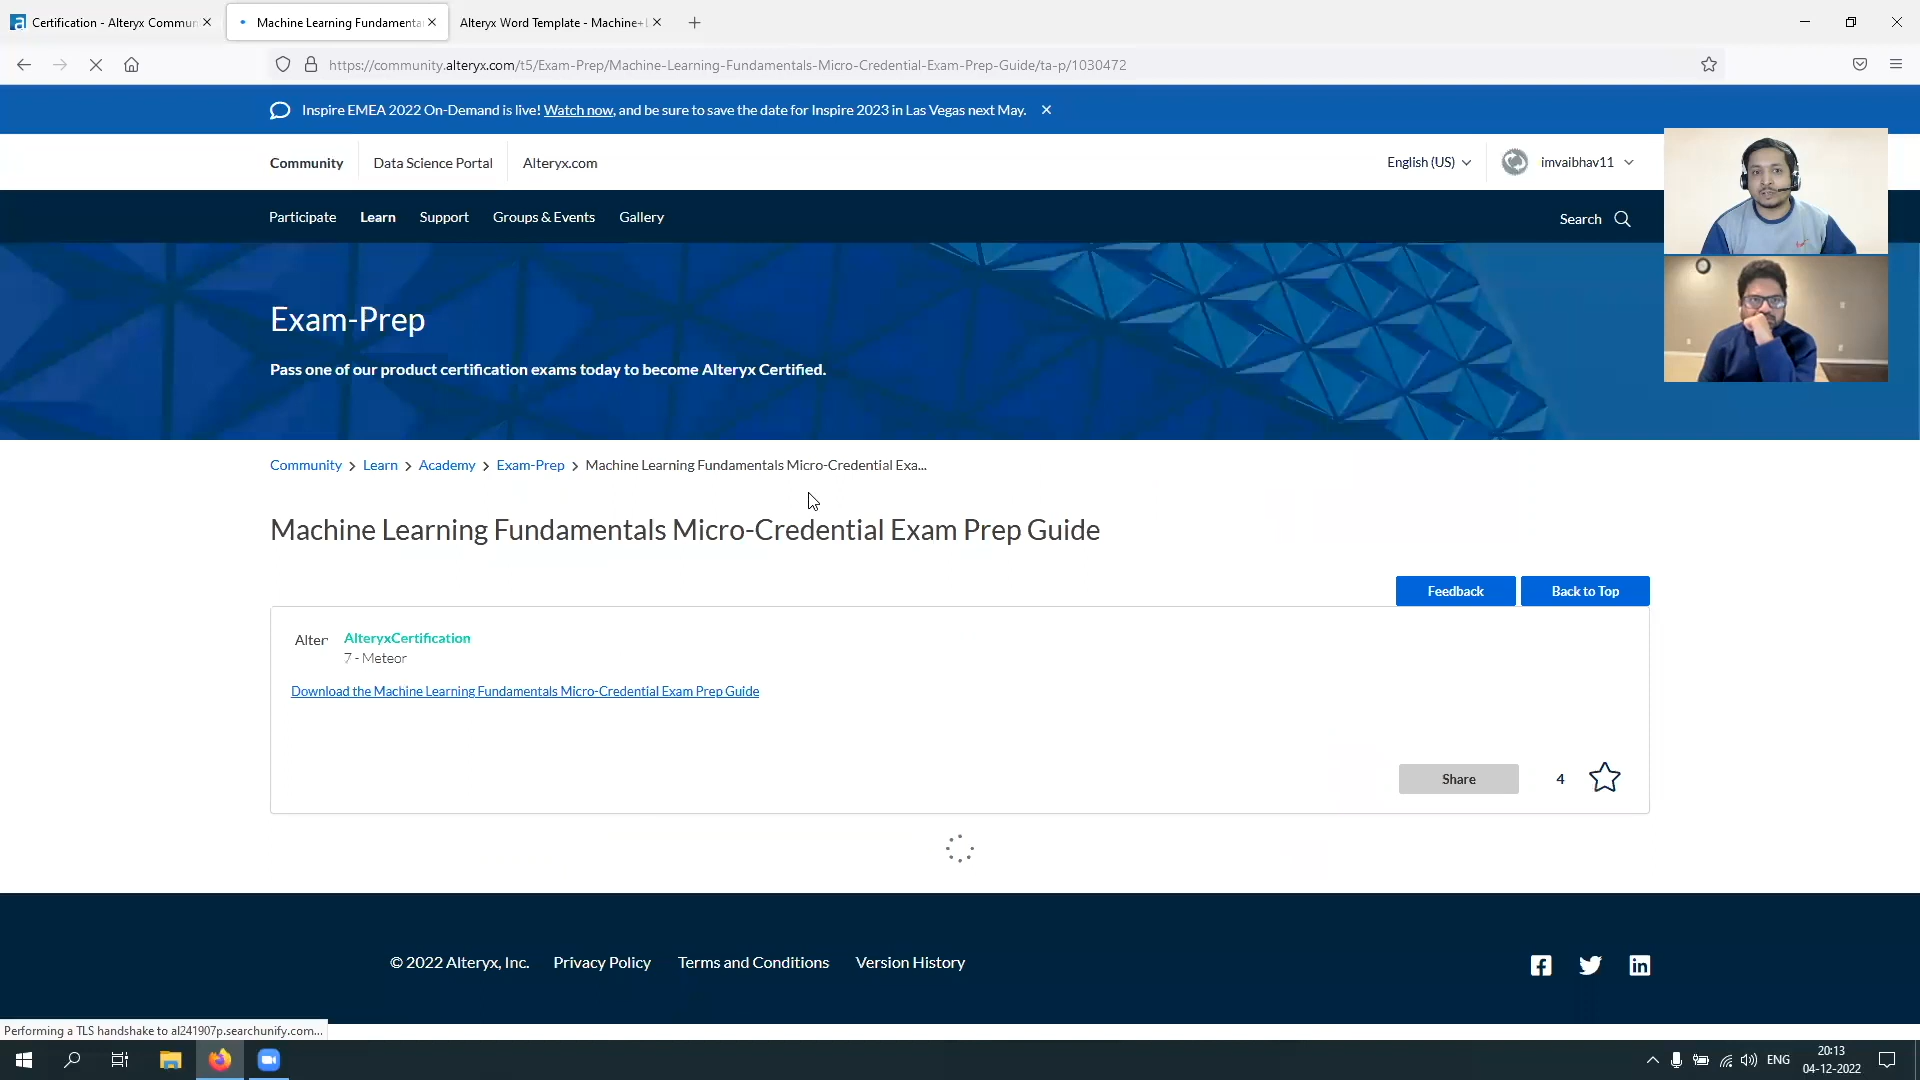 Certification - Alteryx Commun
Machine Learning Fundamenta
Alteryx Word Template - Machine+
https://community.alteryx.com/t5/Exam-Prep/Machine-Learning-Fundamentals-Micro-Credential-Exam-Prep-Guide/ta-p/1030472
Inspire EMEA 2022 On-Demand is live! Watch now, and be sure to save the date for Inspire 2023 in Las Vegas next May.
Community
Data Science Portal
Alteryx.com
English (US)
imvaibhav11
Participate
Learn
Support
Groups & Events
Gallery
Search
Exam-Prep
Pass one of our product certification exams today to become Alteryx Certified.
Community > Learn > Academy > Exam-Prep > Machine Learning Fundamentals Micro-Credential Exa...
Machine Learning Fundamentals Micro-Credential Exam Prep Guide
Feedback
Back to Top
Alter
AlteryxCertification
7 - Meteor
Download the Machine Learning Fundamentals Micro-Credential Exam Prep Guide
Share
4
© 2022 Alteryx, Inc.
Privacy Policy
Terms and Conditions
Version History
Performing a TLS handshake to al241907p.searchunify.com...
ENG
20:13
04-12-2022